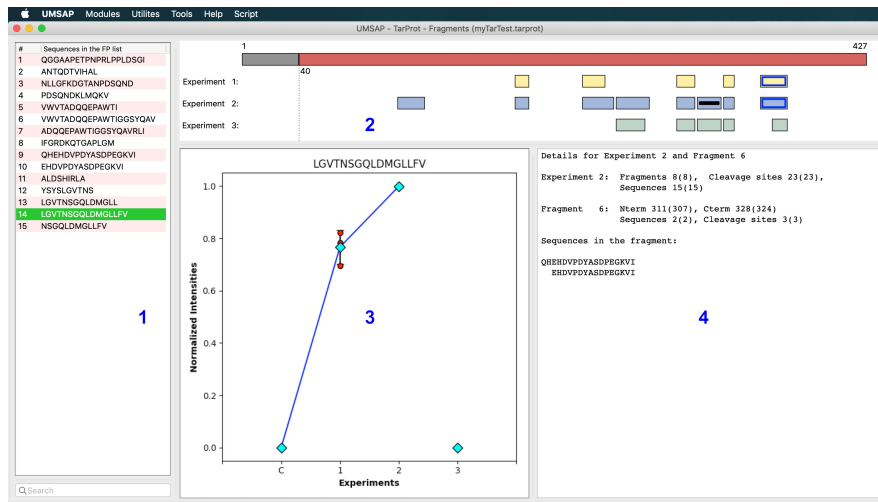 UMSAP Modules Utilites Tools Help Script
UMSAP - TarProt - Fragments (myTarTest.tarprot)
# Sequences in the FP list
1 QGGAAPETPNPRLPPLDSGI
2 ANTQDTVIHAL
3 NLLGFKDGTANPDSQND
4 PDSQNDKLMQKV
5 VWVTADQQEPAWTI
6 VWVTADQQEPAWTIGGSYQAV
7 ADQQEPAWTIGGSYQAVRLI
8 IFGRDKQTGAPLGM
9 QHEHDVPDYASDPEGKVI
10 EHDVPDYASDPEGKVI
11 ALDSHIRLA
12 YSYSLGVTNS
13 LGVTNSGQLDMGLL
14 LGVTNSGQLDMGLLFV
15 NSGQLDMGLLFV
1
Search
1 427
40
Experiment 1:
Experiment 2:
Experiment 3:
2
LGVTNSGQLDMGLLFV
Normalized Intensities
1.0
0.8
0.6
0.4
0.2
0.0
C 1 2 3
Experiments
3
Details for Experiment 2 and Fragment 6
Experiment 2: Fragments 8(8), Cleavage sites 23(23),
Sequences 15(15)
Fragment 6: Nterm 311(307), Cterm 328(324)
Sequences 2(2), Cleavage sites 3(3)
Sequences in the fragment:
QHEHDVPDYASDPEGKVI
EHDVPDYASDPEGKVI
4